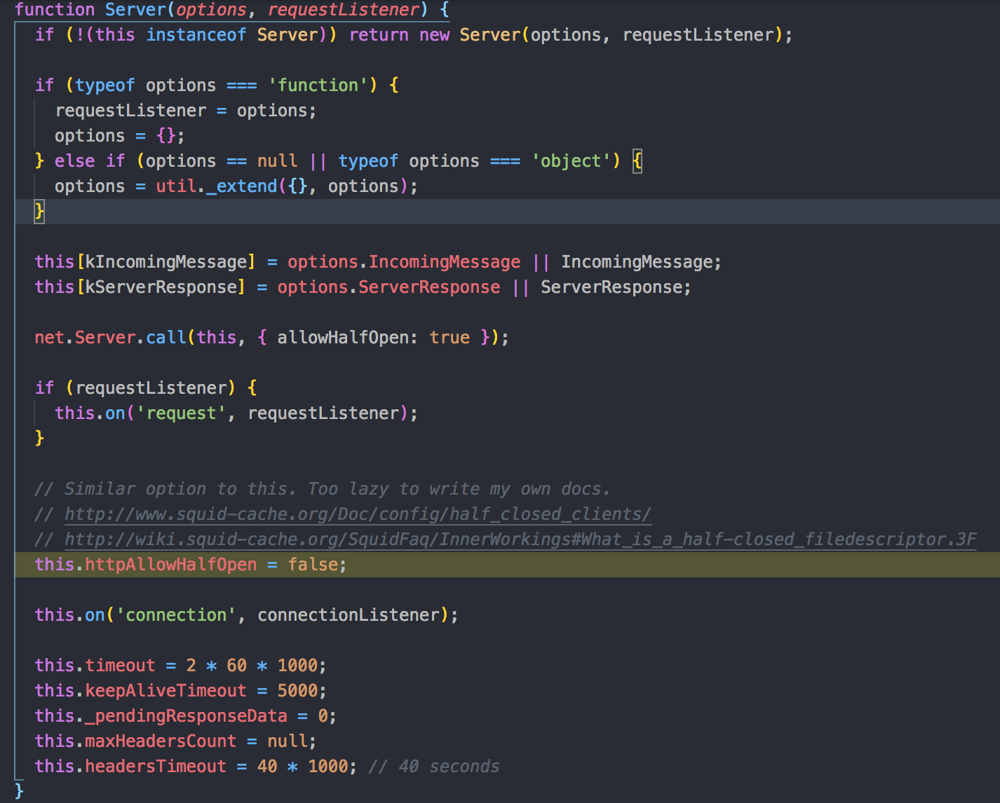 function Server(options, requestListener) {
  if (!(this instanceof Server)) return new Server(options, requestListener);

  if (typeof options === 'function') {
    requestListener = options;
    options = {};
  } else if (options == null || typeof options === 'object') {
    options = util._extend({}, options);
  }

  this[kIncomingMessage] = options.IncomingMessage || IncomingMessage;
  this[kServerResponse] = options.ServerResponse || ServerResponse;

  net.Server.call(this, { allowHalfOpen: true });

  if (requestListener) {
    this.on('request', requestListener);
  }

  // Similar option to this. Too lazy to write my own docs.
  // http://www.squid-cache.org/Doc/config/half_closed_clients/
  // http://wiki.squid-cache.org/SquidFaq/InnerWorkings#What_is_a_half-closed_filedescriptor.3F
  this.httpAllowHalfOpen = false;

  this.on('connection', connectionListener);

  this.timeout = 2 * 60 * 1000;
  this.keepAliveTimeout = 5000;
  this._pendingResponseData = 0;
  this.maxHeadersCount = null;
  this.headersTimeout = 40 * 1000; // 40 seconds
}